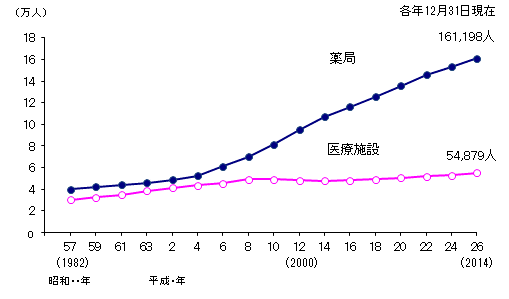 (万人)
各年12月31日現在
161,198人
薬局
医療施設
54,879人
18
16
14
12
10
8
6
4
2
0
57 59 61 63 2 4 6 8 10 12 14 16 18 20 22 24 26
(1982) (2000) (2014)
昭和・・年 平成・年